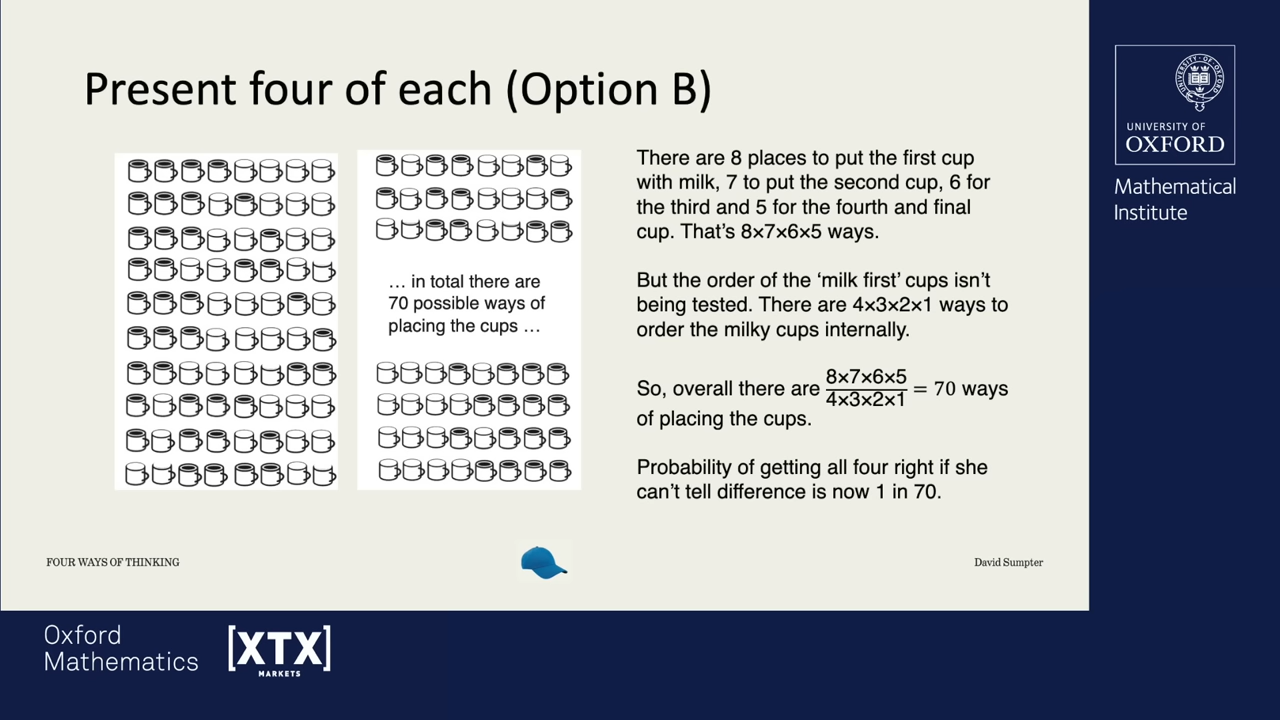 Present four of each (Option B)
… in total there are
70 possible ways of
placing the cups …
There are 8 places to put the first cup
with milk, 7 to put the second cup, 6 for
the third and 5 for the fourth and final
cup. That’s 8×7×6×5 ways.
But the order of the ‘milk first’ cups isn’t
being tested. There are 4×3×2×1 ways to
order the milky cups internally.
So, overall there are 8×7×6×5/4×3×2×1 = 70 ways
of placing the cups.
Probability of getting all four right if she
can’t tell difference is now 1 in 70.
FOUR WAYS OF THINKING
David Sumpter
UNIVERSITY OF OXFORD
UNIVERSITY OF
OXFORD
Mathematical
Institute
Oxford
Mathematics
[XTX]
MARKETS